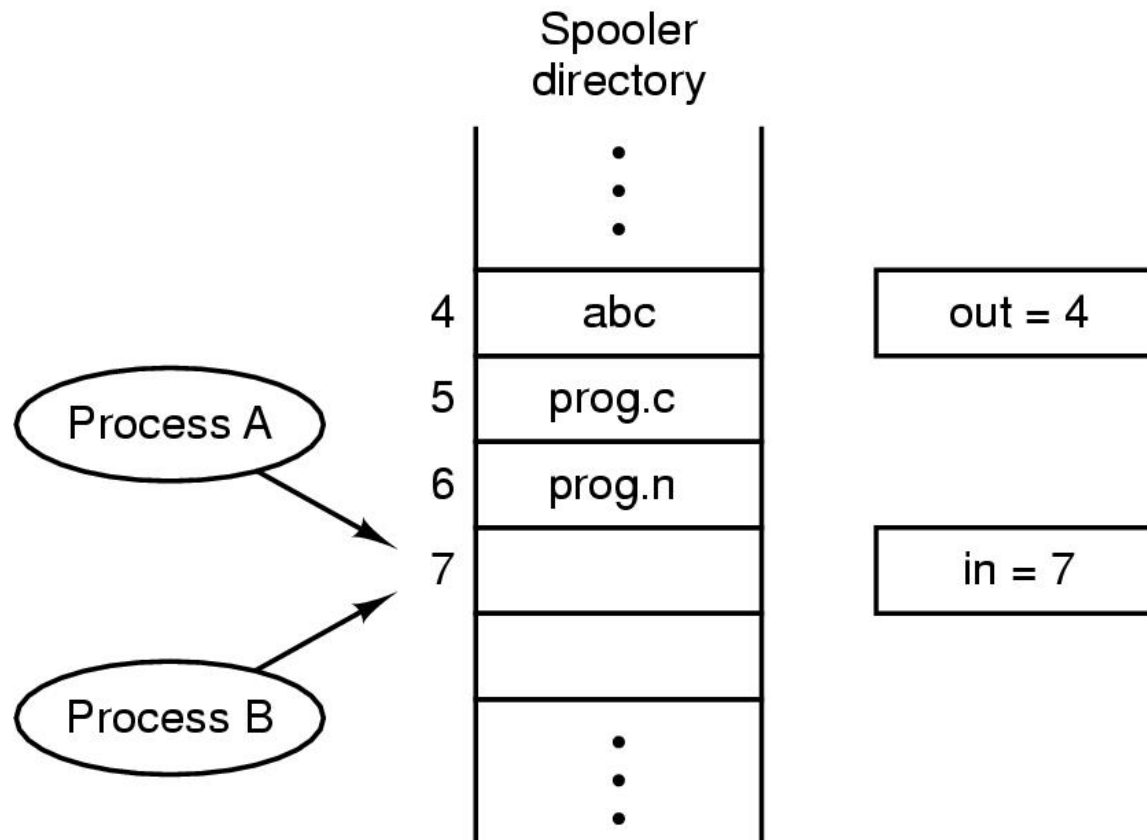 Spooler
directory
4
abc
out = 4
Process A
5
prog.c
6
prog.n
7
in = 7
Process B